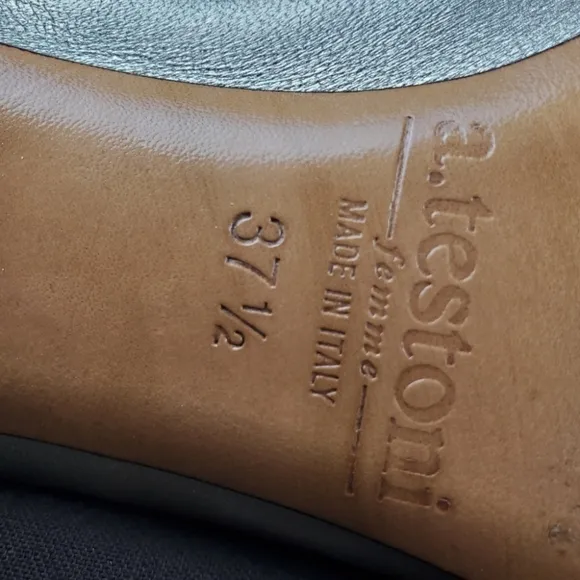 a.testoni
femme
MADE IN ITALY
37 ½